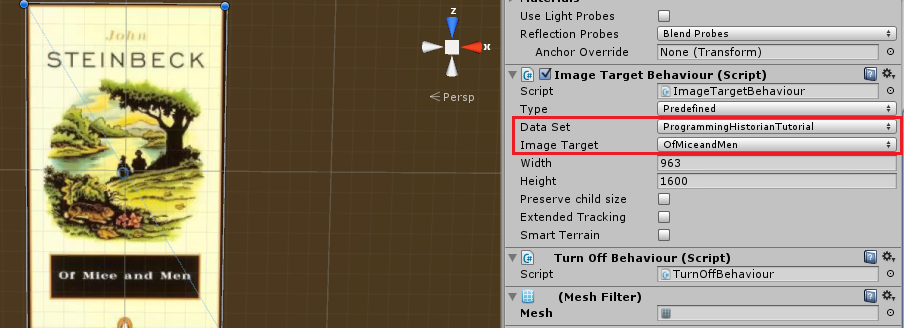 John
STEINBECK
Of Mice and Men
z
x
Persp
Materials
Use Light Probes
Reflection Probes Blend Probes
Anchor Override None (Transform)
Image Target Behaviour (Script)
Script ImageTargetBehaviour
Type Predefined
Data Set ProgrammingHistorianTutorial
Image Target OfMiceandMen
Width 963
Height 1600
Preserve child size
Extended Tracking
Smart Terrain
Turn Off Behaviour (Script)
Script TurnOffBehaviour
(Mesh Filter)
Mesh